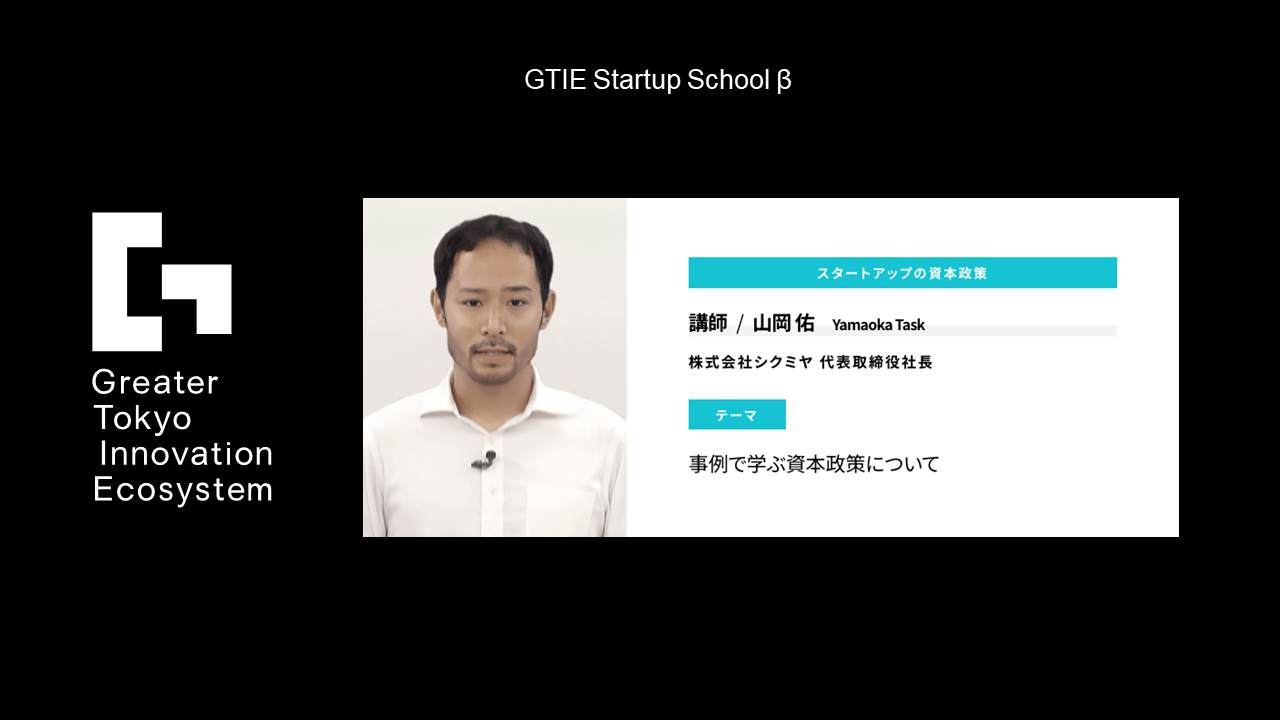 GTIE Startup School β
Greater
Tokyo
Innovation
Ecosystem
スタートアップの資本政策
講師 / 山岡 佑 Yamaoka Task
株式会社シクミヤ 代表取締役社長
テーマ
事例で学ぶ資本政策について